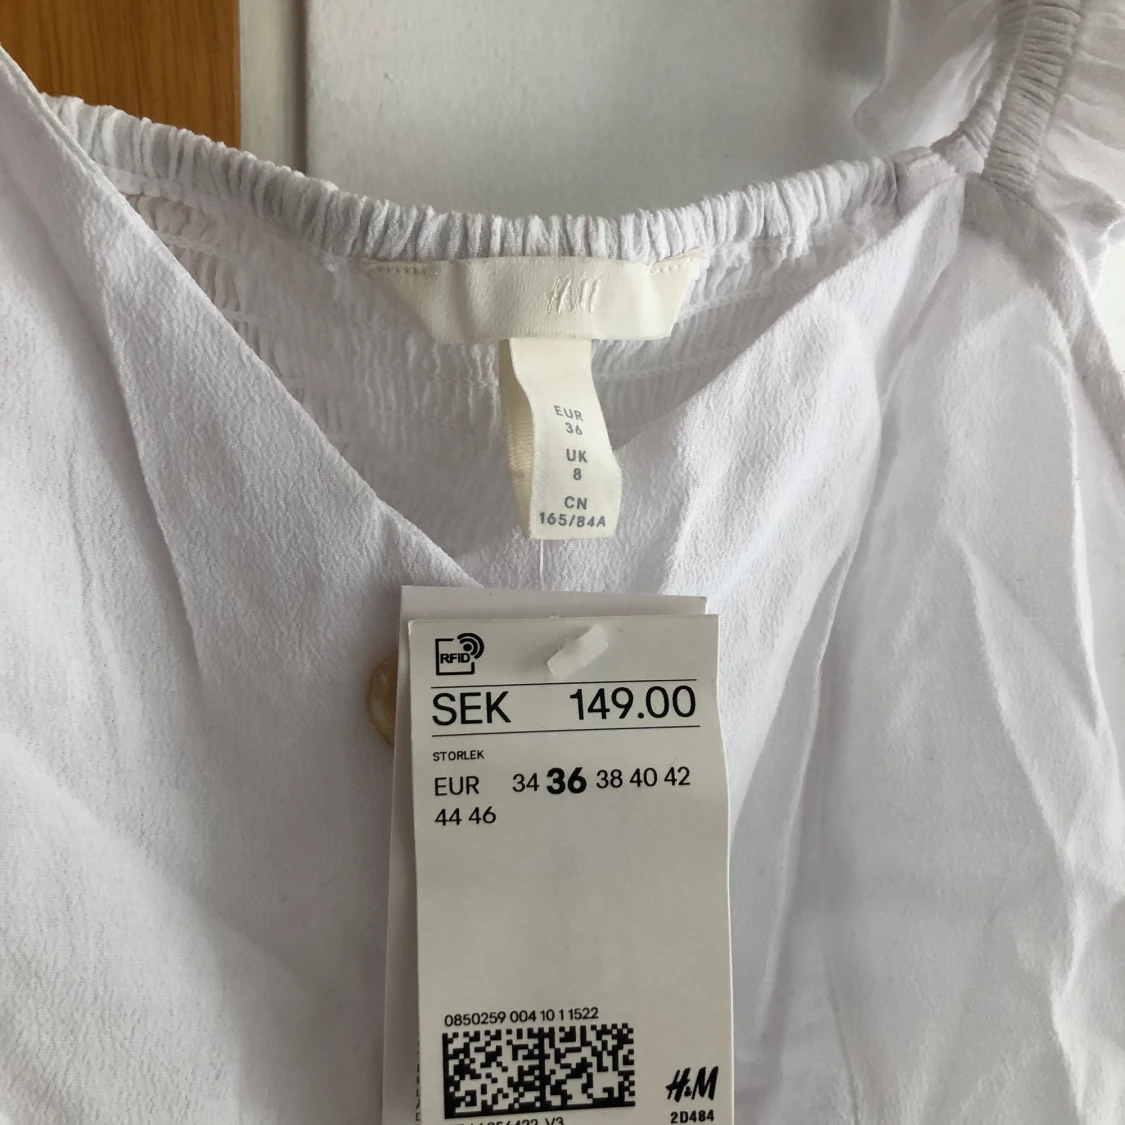 H&M
EUR
36
UK
8
CN
165/84A
RFID
SEK 149.00
STORLEK
EUR 34 36 38 40 42
44 46
0850259 004 10 1 1522
H&M
2D484